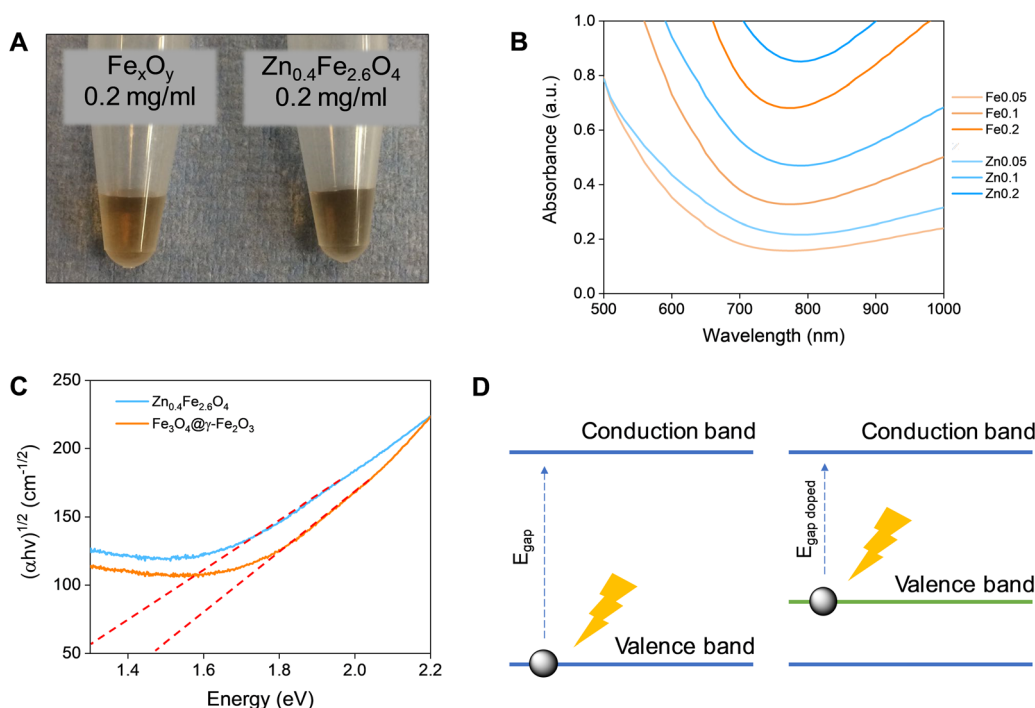 A
FexOy
0.2 mg/ml
Zn0.4Fe2.6O4
0.2 mg/ml
B
Absorbance (a.u.)
1.0
0.8
0.6
0.4
0.2
0.0
500
600
700
800
900
1000
Wavelength (nm)
Fe0.05
Fe0.1
Fe0.2
Zn0.05
Zn0.1
Zn0.2
C
(αhν)1/2 (cm-1/2)
250
200
150
100
50
Zn0.4Fe2.6O4
Fe3O4@γ-Fe2O3
1.4
1.6
1.8
2.0
2.2
Energy (eV)
D
Conduction band
Egap
Valence band
Conduction band
Egap doped
Valence band